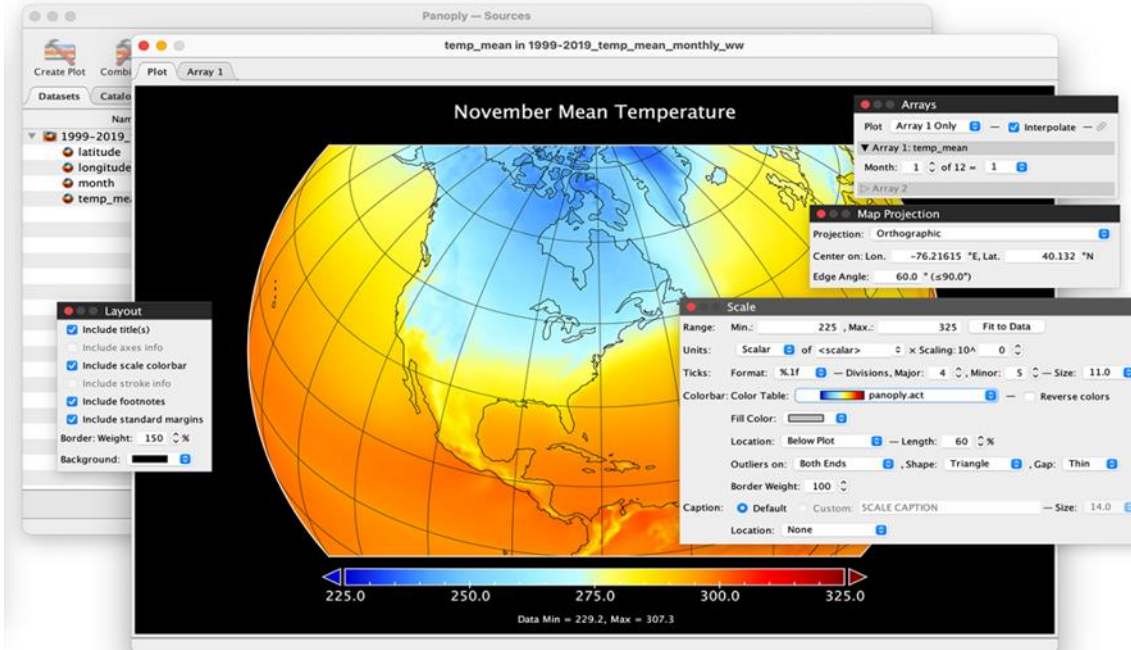 Panoply — Sources
Create Plot
Datasets
1999-2019_
latitude
longitude
month
temp_mean in 1999-2019_temp_mean_monthly_ww
Plot Array 1
November Mean Temperature
225.0 250.0 275.0 300.0 325.0
Data Min = 229.2, Max = 307.3
Layout
Include title(s)
Include axes info
Include scale colorbar
Include stroke info
Include footnotes
Include standard margins
Border: Weight: 150 %
Background:
Arrays
Plot Array 1 Only — Interpolate —
Array 1: temp_mean
Month: 1 of 12 = 1
Array 2
Map Projection
Projection: Orthographic
Center on: Lon. -76.21615 °E, Lat. 40.132 °N
Edge Angle: 60.0 ° (≤90.0°)
Scale
Range: Min.: 225 , Max.: 325 Fit to Data
Units: Scalar of <scalar> × Scaling: 10^ 0
Ticks: Format: %.1f — Divisions, Major: 4 , Minor: 5 — Size: 11.0
Colorbar: Color Table: panoply.act — Reverse colors
Fill Color:
Location: Below Plot — Length: 60 %
Outliers on: Both Ends , Shape: Triangle , Gap: Thin
Border Weight: 100
Caption: Default Custom: SCALE CAPTION — Size: 14.0
Location: None